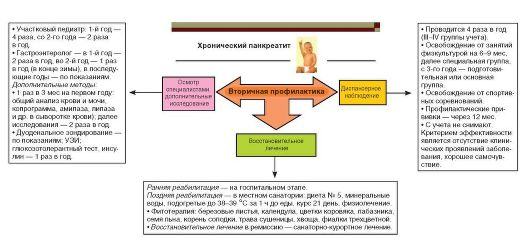 Хронический панкреатит
• Участковый педиатр: 1-й год —
4 раза, со 2-го года — 2 раза
в год.
• Гастроэнтеролог — в 1-й год —
2 раза в год, во 2-й год — 1 раз
в год (в конце зимы), в последу-
ющие годы — по показаниям.
Дополнительные методы:
• 1 раз в 3 мес на первом году:
общий анализ крови и мочи,
копрограмма, амилаза, липаза
и др. в сыворотке крови); далее
исследования — 2 раза в год.
• Дуоденальное зондирование —
по показаниям; УЗИ;
глюкозотолерантный тест, инсу-
лин — 1 раз в год.
Осмотр
специалистами,
дополнительные
исследования
Вторичная профилактика
Диспансерное
наблюдение
• Проводится 4 раза в год
(III–IV группы учета).
• Освобождение от занятий
физкультурой на 6–9 мес,
далее специальная группа,
с 3-го года — подготови-
тельная или основная
группа.
• Освобождение от спортив-
ных соревнований.
• Профилактические при-
вивки — через 12 мес.
• С учета не снимают.
Критерием эффективности
является отсутствие клини-
ческих проявлений заболе-
вания, хорошее самочув-
ствие.
Восстановительное
лечение
Ранняя реабилитация — на госпитальном этапе.
Поздняя реабилитация — в местном санатории: диета № 5, минеральные
воды, подогретые до 38–39 °C за 1 ч до еды, курс 21 день, физиолечение.
• Фитотерапия: березовые листья, календула, цветки коровяка, лабазника,
семя льна, корень солодки, трава сушеницы, хвоща, фиалки трехцветной.
• Восстановительное лечение в ремиссию — санаторно-курортное лечение.